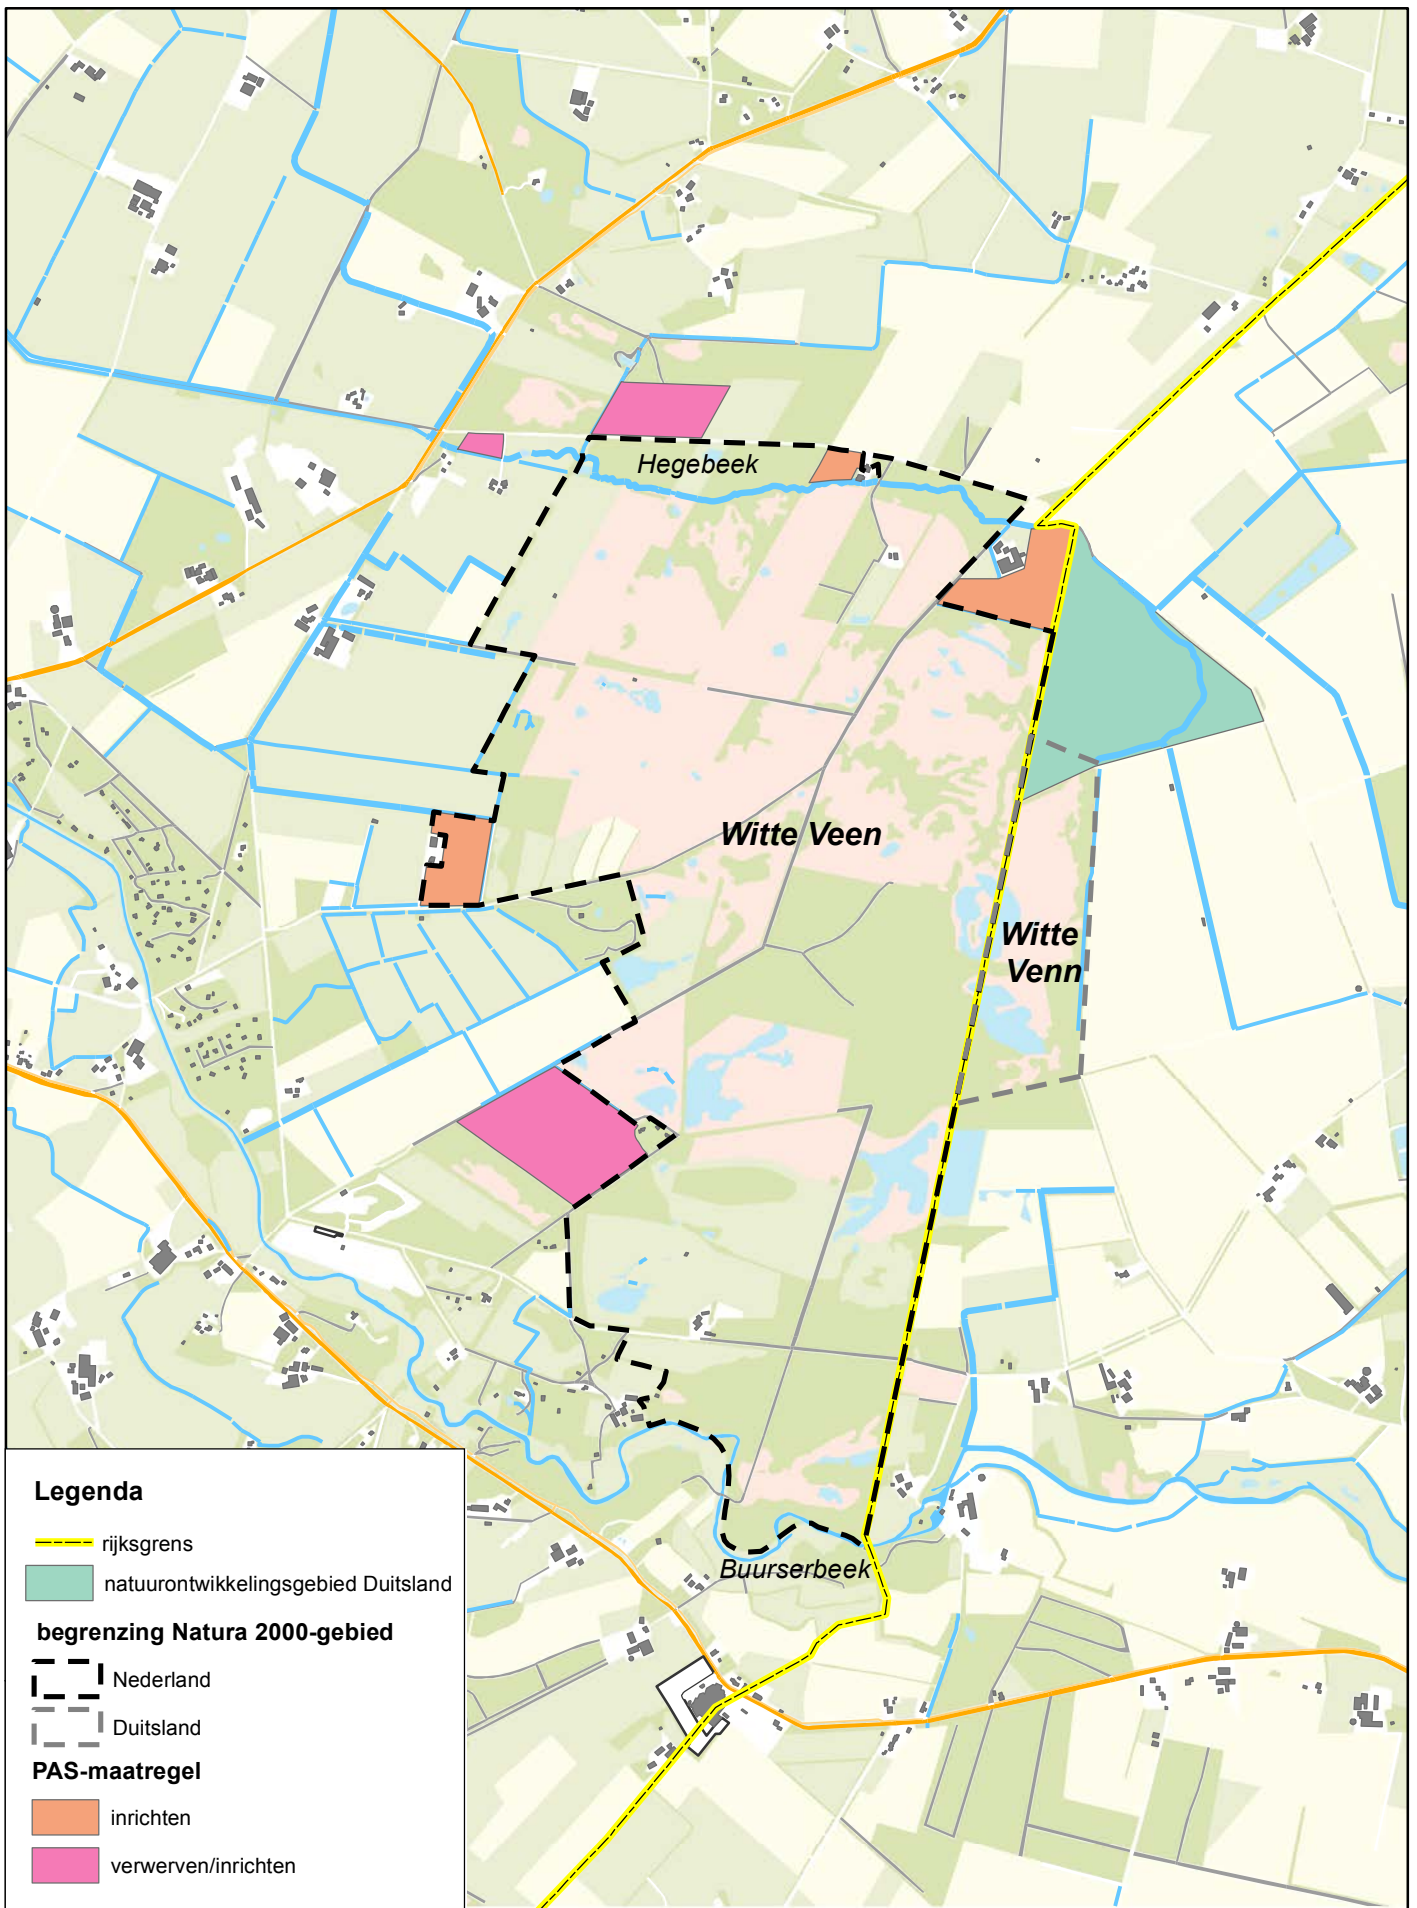 Hegebeek
Witte Veen
Witte
Venn
Buurserbeek
Legenda
rijksgrens
natuurontwikkelingsgebied Duitsland
begrenzing Natura 2000-gebied
Nederland
Duitsland
PAS-maatregel
inrichten
verwerven/inrichten